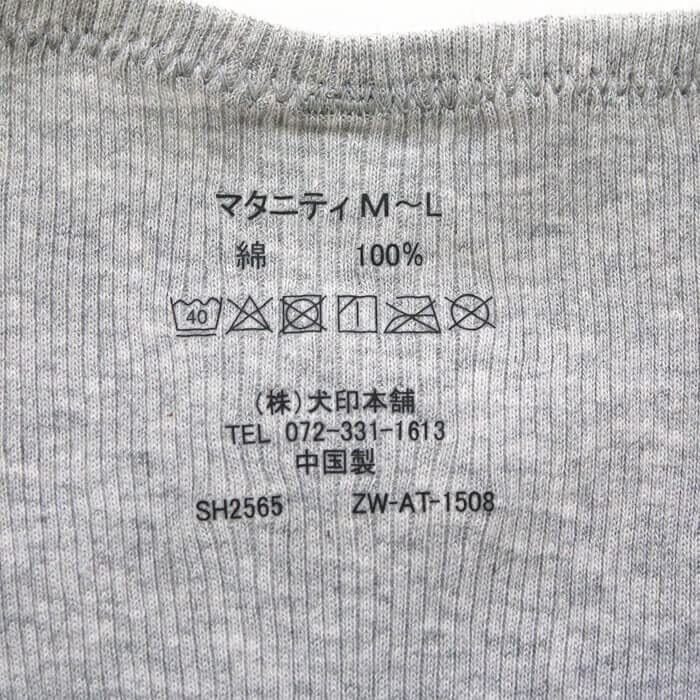 マタニティ M〜L
綿 100%
40
(株)犬印本舗
TEL 072-331-1613
中国製
SH2565 ZW-AT-1508